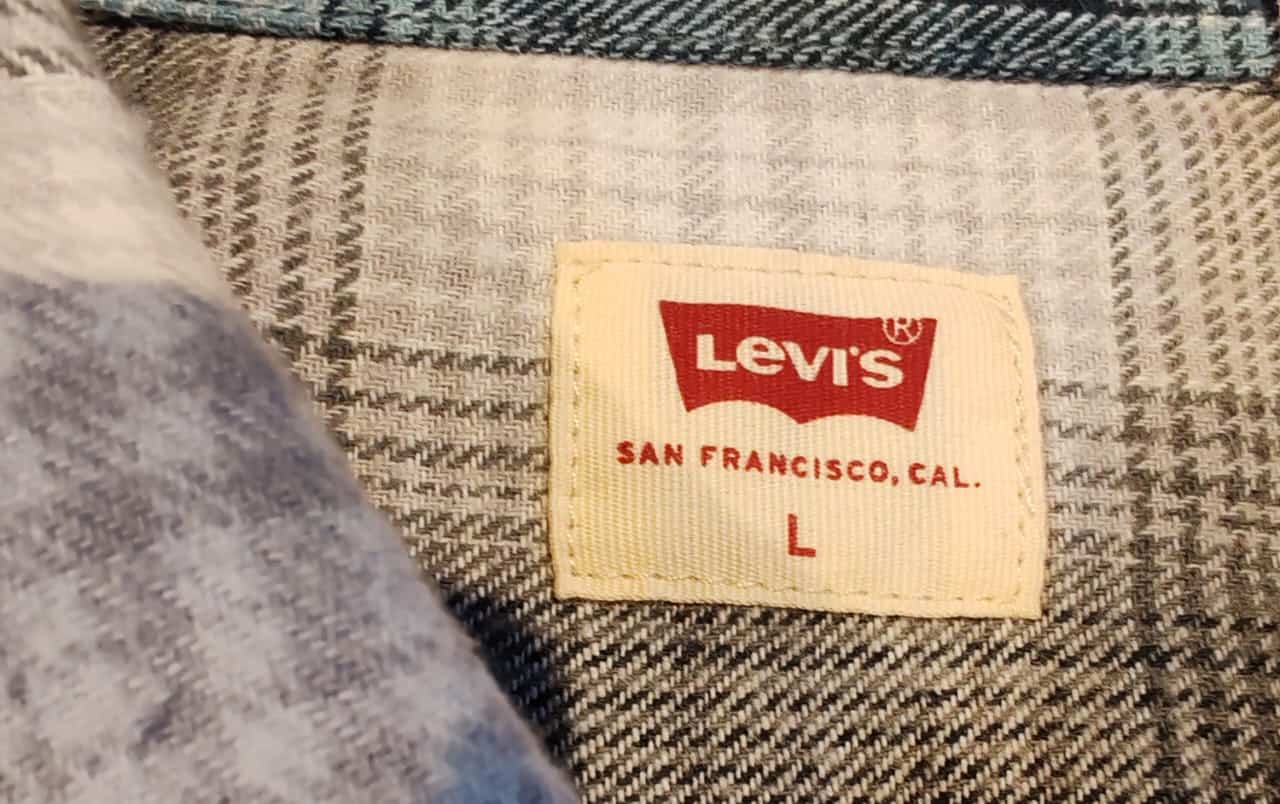 Levi's®
SAN FRANCISCO, CAL.
L